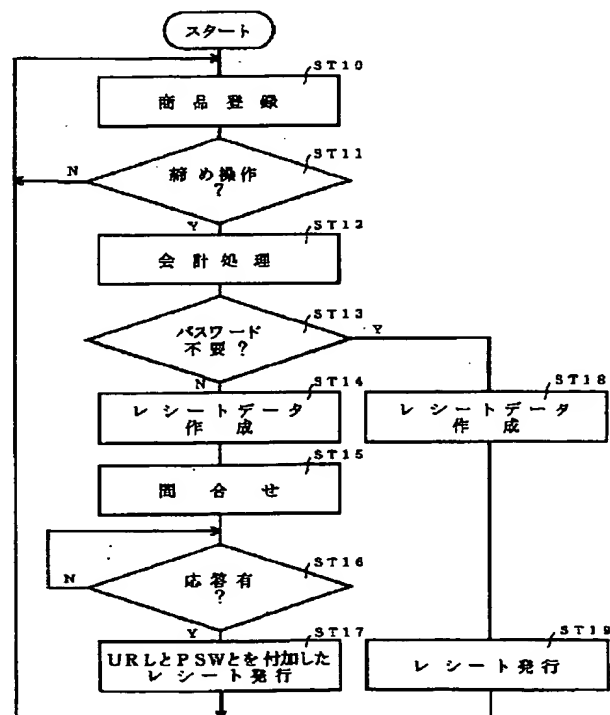 スタート
ST10
商品登録
ST11
締め操作
?
N
Y
ST12
会計処理
ST13
パスワード
不要?
Y
N
ST14
レシートデータ
作成
ST18
レシートデータ
作成
ST15
問合せ
ST16
応答有
?
N
Y
ST17
URLとPSWとを付加した
レシート発行
ST19
レシート発行